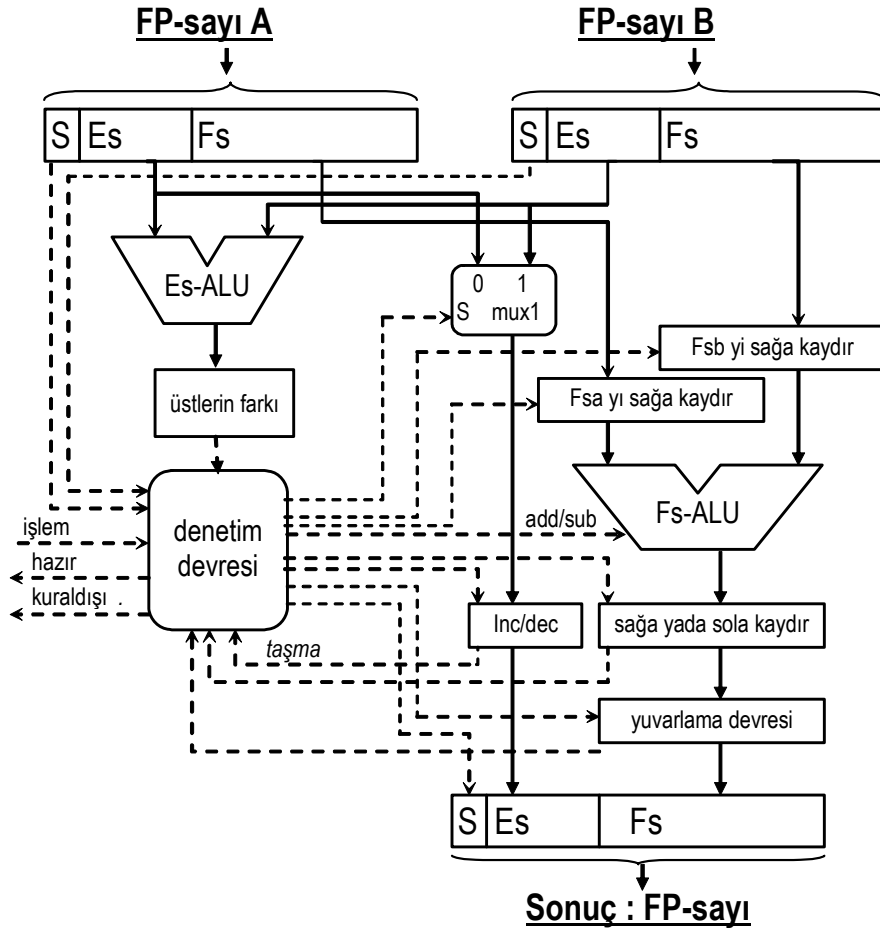 FP-sayı A
FP-sayı B
S Es Fs
S Es Fs
Es-ALU
0 1
S mux1
Fsb yi sağa kaydır
üstlerin farkı
Fsa yı sağa kaydır
Fs-ALU
add/sub
işlem
hazır
kuraldışı .
denetim
devresi
Inc/dec
sağa yada sola kaydır
taşma
yuvarlama devresi
S Es Fs
Sonuç : FP-sayı